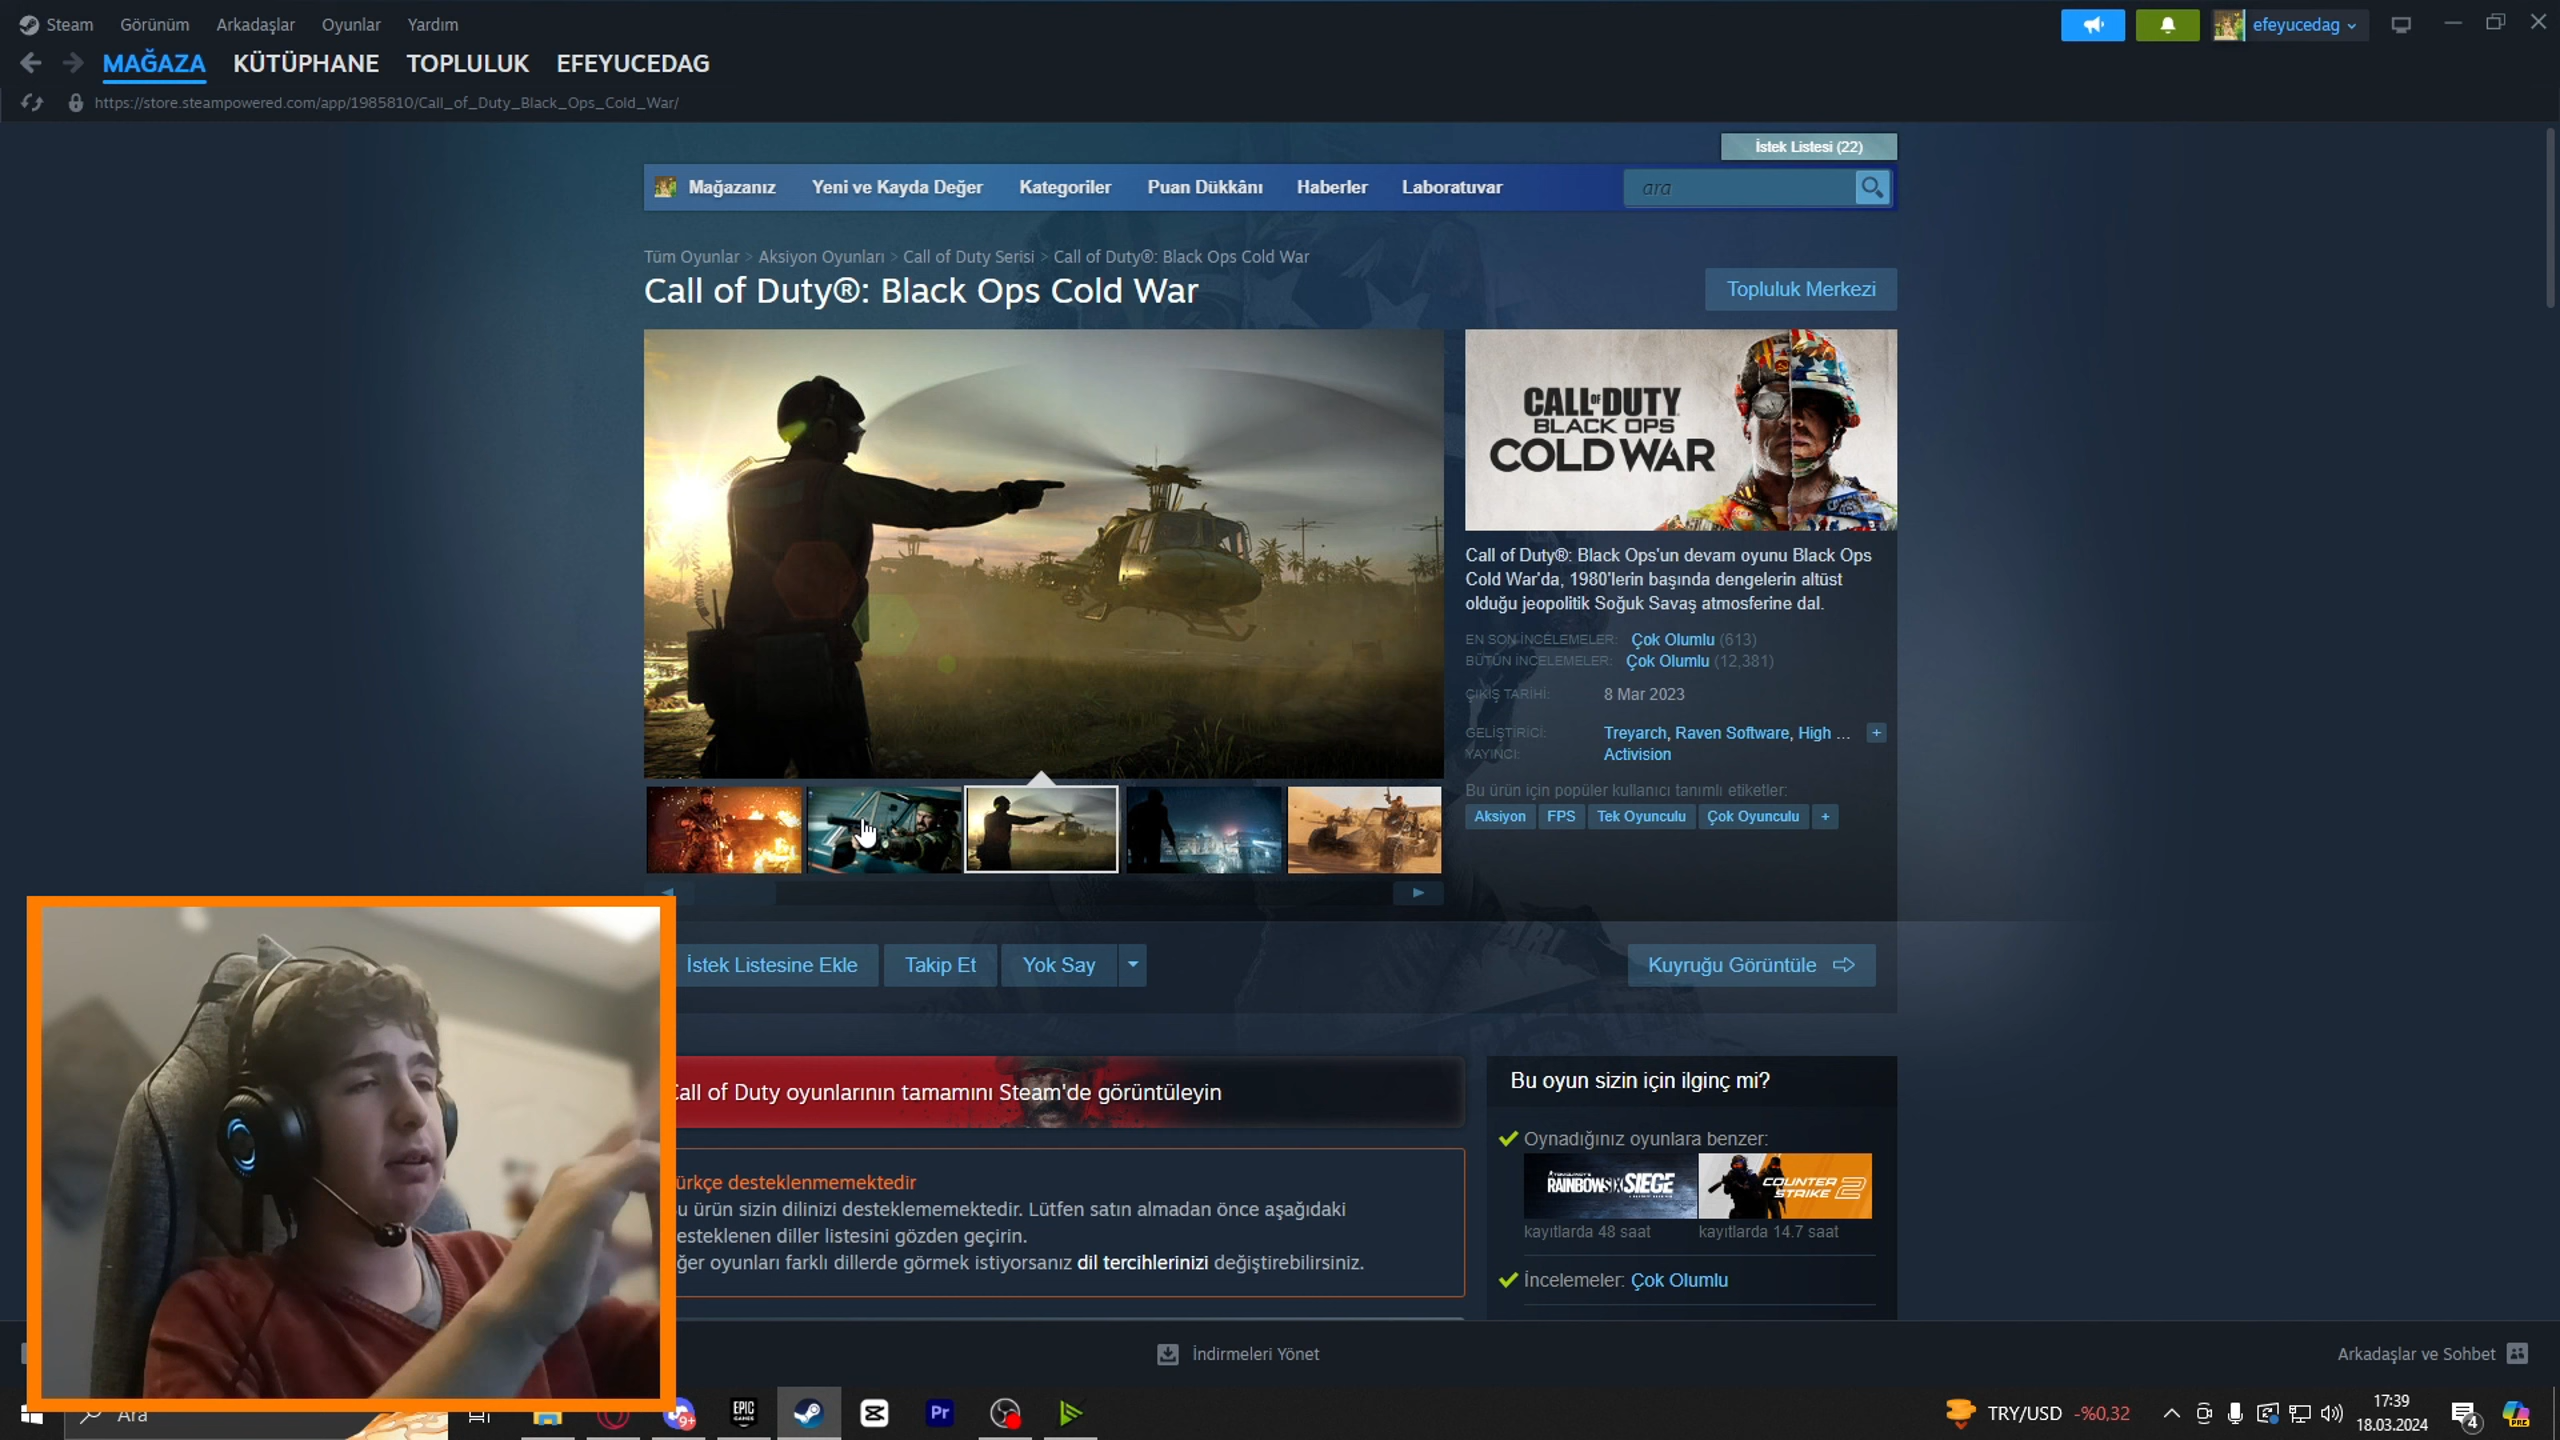 Steam Görünüm Arkadaşlar Oyunlar Yardım
efeyucedag
MAĞAZA KÜTÜPHANE TOPLULUK EFEYUCEDAG
https://store.steampowered.com/app/1985810/Call_of_Duty_Black_Ops_Cold_War/
İstek Listesi (22)
Mağazanız Yeni ve Kayda Değer Kategoriler Puan Dükkânı Haberler Laboratuvar ara
Tüm Oyunlar > Aksiyon Oyunları > Call of Duty Serisi > Call of Duty®: Black Ops Cold War
Call of Duty®: Black Ops Cold War
Topluluk Merkezi
CALL OF DUTY
BLACK OPS
COLD WAR
Call of Duty®: Black Ops'un devam oyunu Black Ops
Cold War'da, 1980'lerin başında dengelerin altüst
olduğu jeopolitik Soğuk Savaş atmosferine dal.
EN SON İNCELEMELER: Çok Olumlu (613)
BÜTÜN İNCELEMELER: Çok Olumlu (12,381)
ÇIKIŞ TARİHİ: 8 Mar 2023
GELİŞTİRİCİ: Treyarch, Raven Software, High ... +
YAYINCI: Activision
Bu ürün için popüler kullanıcı tanımlı etiketler:
Aksiyon FPS Tek Oyunculu Çok Oyunculu +
İstek Listesine Ekle Takip Et Yok Say Kuyruğu Görüntüle
Call of Duty oyunlarının tamamını Steam'de görüntüleyin
ürkçe desteklenmemektedir
u ürün sizin dilinizi desteklememektedir. Lütfen satın almadan önce aşağıdaki
esteklenen diller listesini gözden geçirin.
ğer oyunları farklı dillerde görmek istiyorsanız dil tercihlerinizi değiştirebilirsiniz.
Bu oyun sizin için ilginç mi?
Oynadığınız oyunlara benzer:
RAINBOW SIX SIEGE
COUNTER STRIKE 2
kayıtlarda 48 saat kayıtlarda 14.7 saat
İncelemeler: Çok Olumlu
İndirmeleri Yönet
Arkadaşlar ve Sohbet
Ara
9+
EPIC GAMES
Pr
TRY/USD -%0,32
17:39
18.03.2024
4
PRE